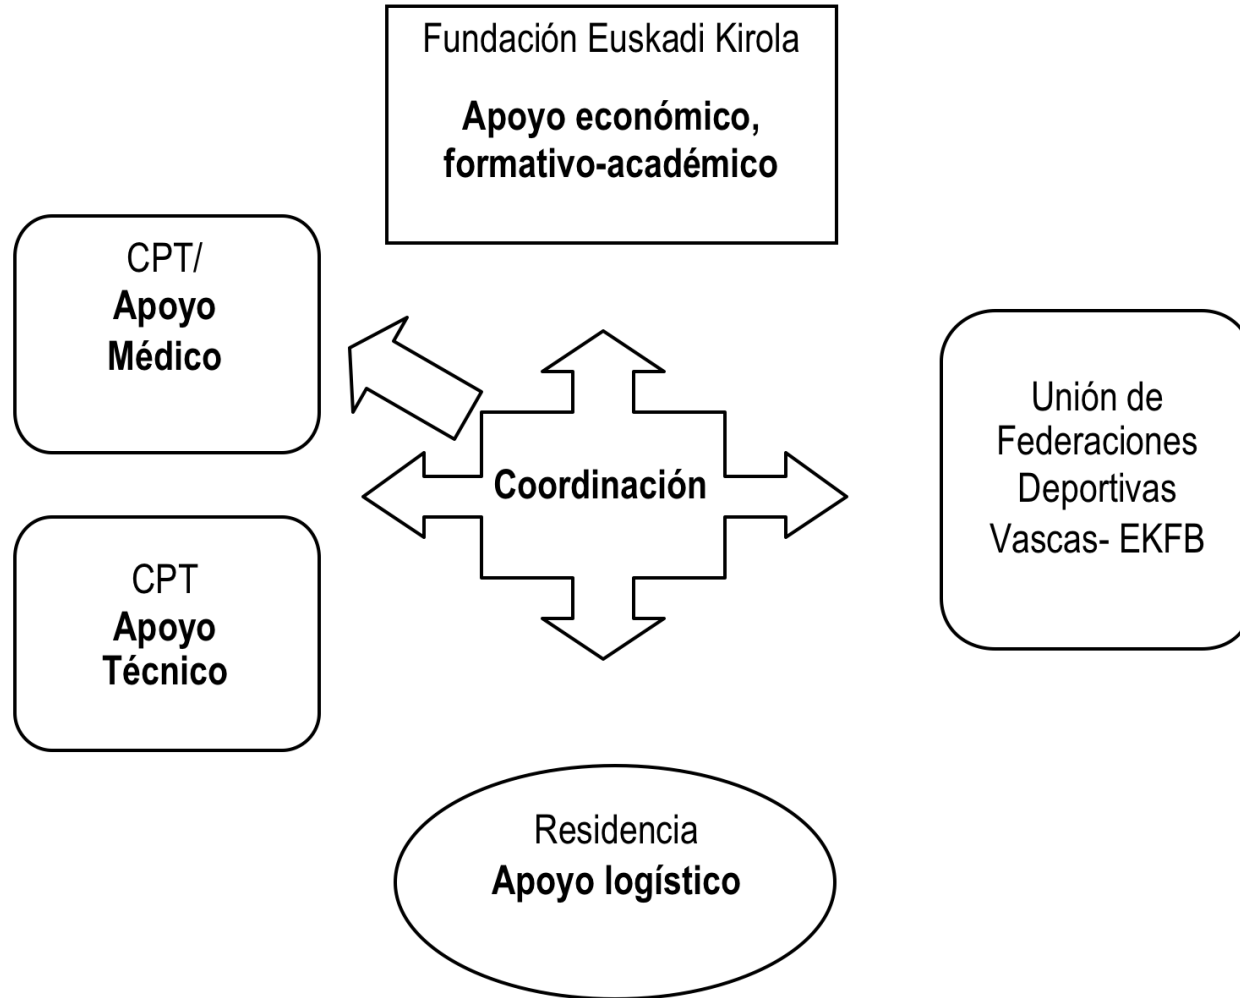 Fundación Euskadi Kirola
Apoyo económico,
formativo-académico
CPT/
Apoyo
Médico
Coordinación
Unión de
Federaciones
Deportivas
Vascas- EKFB
CPT
Apoyo
Técnico
Residencia
Apoyo logístico